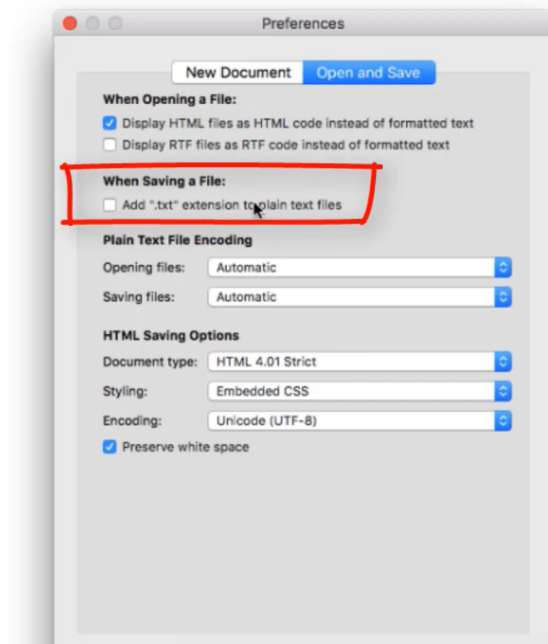 Preferences
New Document Open and Save
When Opening a File:
Display HTML files as HTML code instead of formatted text
Display RTF files as RTF code instead of formatted text
When Saving a File:
Add ".txt" extension to plain text files
Plain Text File Encoding
Opening files: Automatic
Saving files: Automatic
HTML Saving Options
Document type: HTML 4.01 Strict
Styling: Embedded CSS
Encoding: Unicode (UTF-8)
Preserve white space